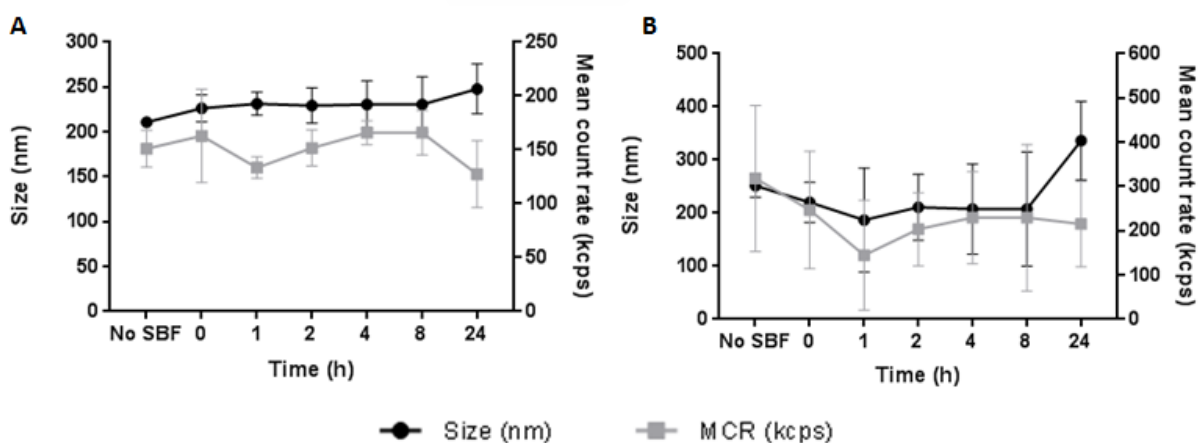 A
300
250
200
150
100
50
0
Size (nm)
250
200
150
100
50
0
Mean count rate (kcps)
No SBF 0 1 2 4 8 24
Time (h)
B
500
400
300
200
100
0
Size (nm)
600
500
400
300
200
100
0
Mean count rate (kcps)
No SBF 0 1 2 4 8 24
Time (h)
Size (nm) MCR (kcps)